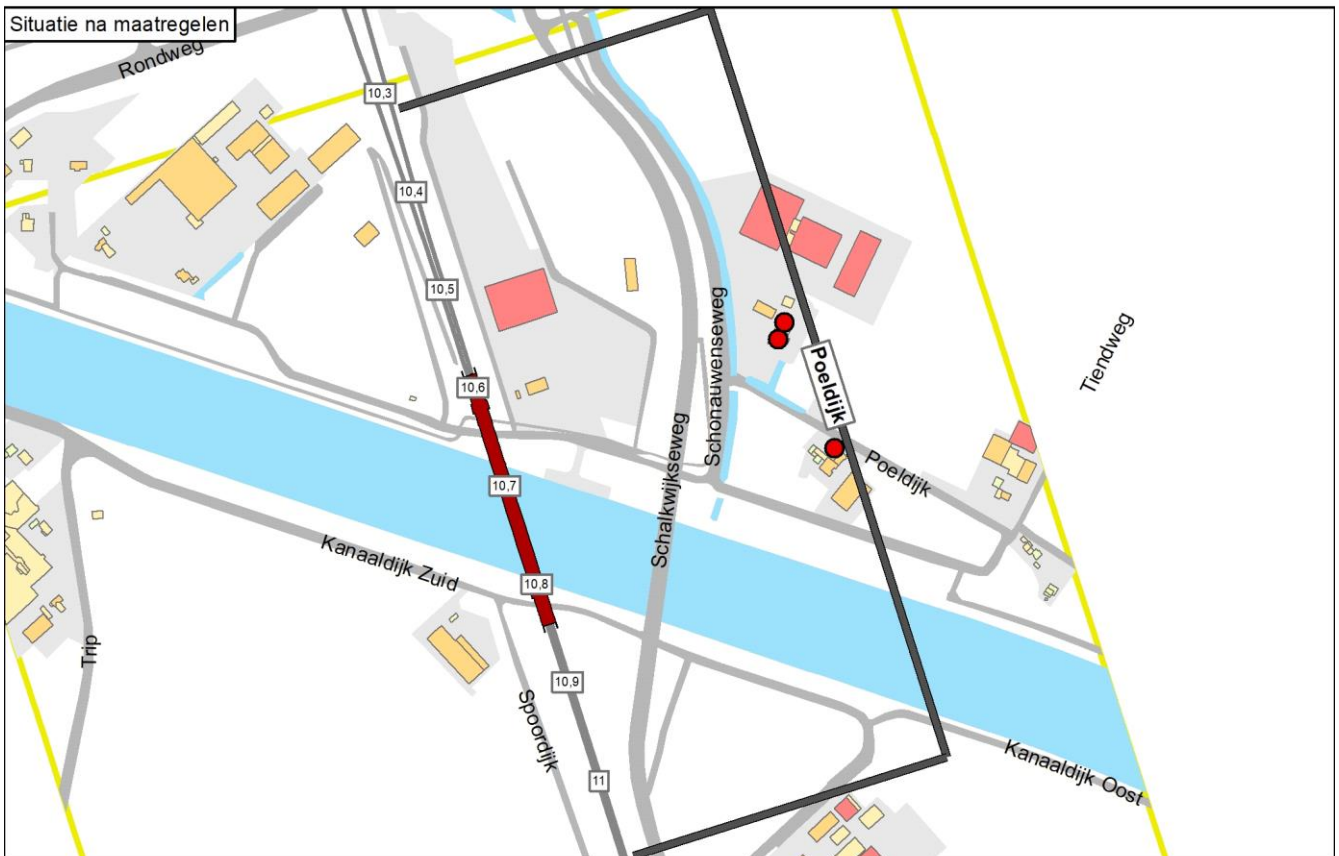 Situatie na maatregelen
Rondweg
10,3
10,4
10,5
10,6
10,7
10,8
10,9
11
Schonauwenseweg
Schalkwijkseweg
Poeldijk
Poeldijk
Tiendweg
Kanaaldijk Zuid
Trip
Spoordijk
Kanaaldijk Oost